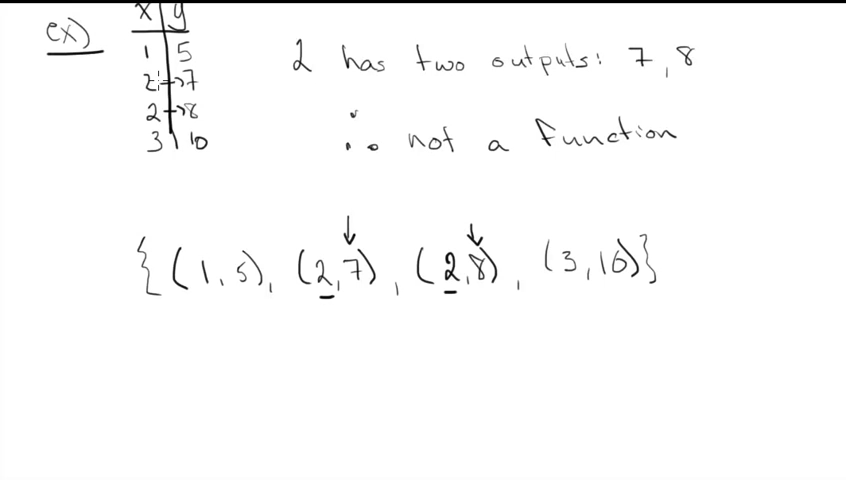 ex)
x | y
1 | 5
2 → 7
2 → 8
3 | 10
2 has two outputs: 7, 8
∴ not a function
{(1,5), (2,7), (2,8), (3,10)}